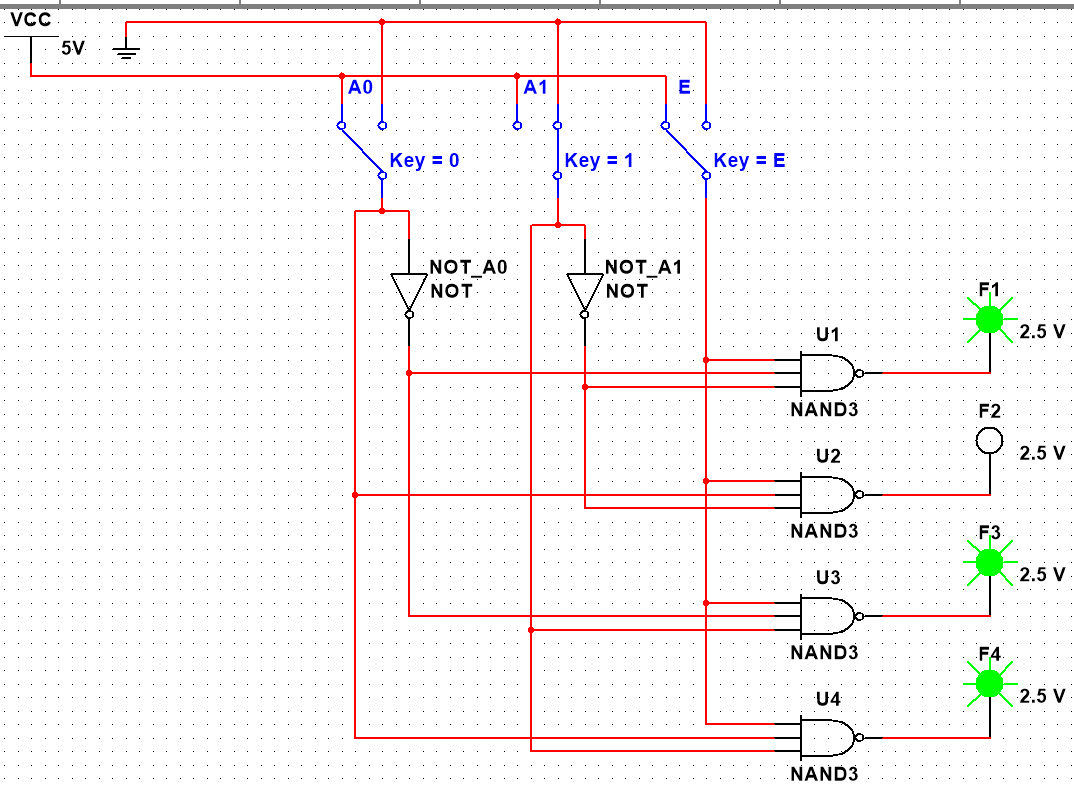 VCC
5V
A0
A1
E
Key = 0
Key = 1
Key = E
NOT_A0
NOT
NOT_A1
NOT
F1
2.5 V
U1
NAND3
F2
2.5 V
U2
NAND3
F3
2.5 V
U3
NAND3
F4
2.5 V
U4
NAND3